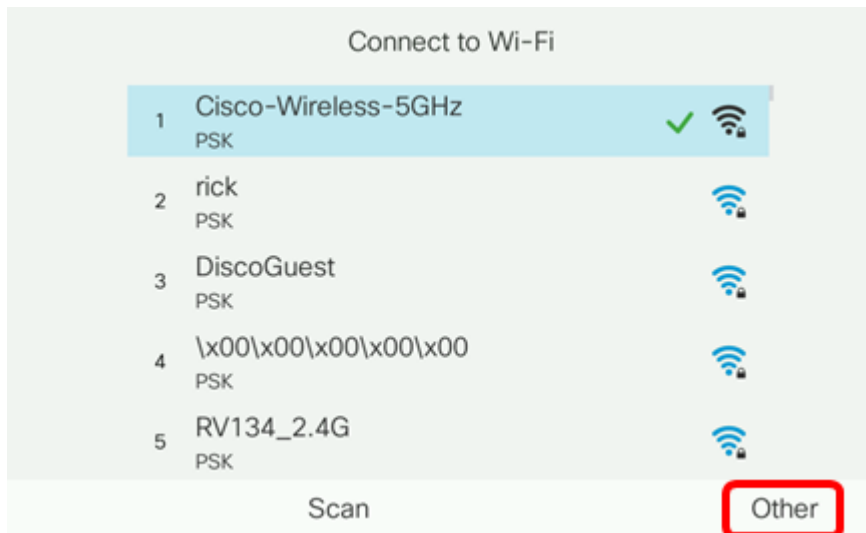 Connect to Wi-Fi
1 Cisco-Wireless-5GHz
PSK
2 rick
PSK
3 DiscoGuest
PSK
4 \x00\x00\x00\x00\x00
PSK
5 RV134_2.4G
PSK
Scan Other